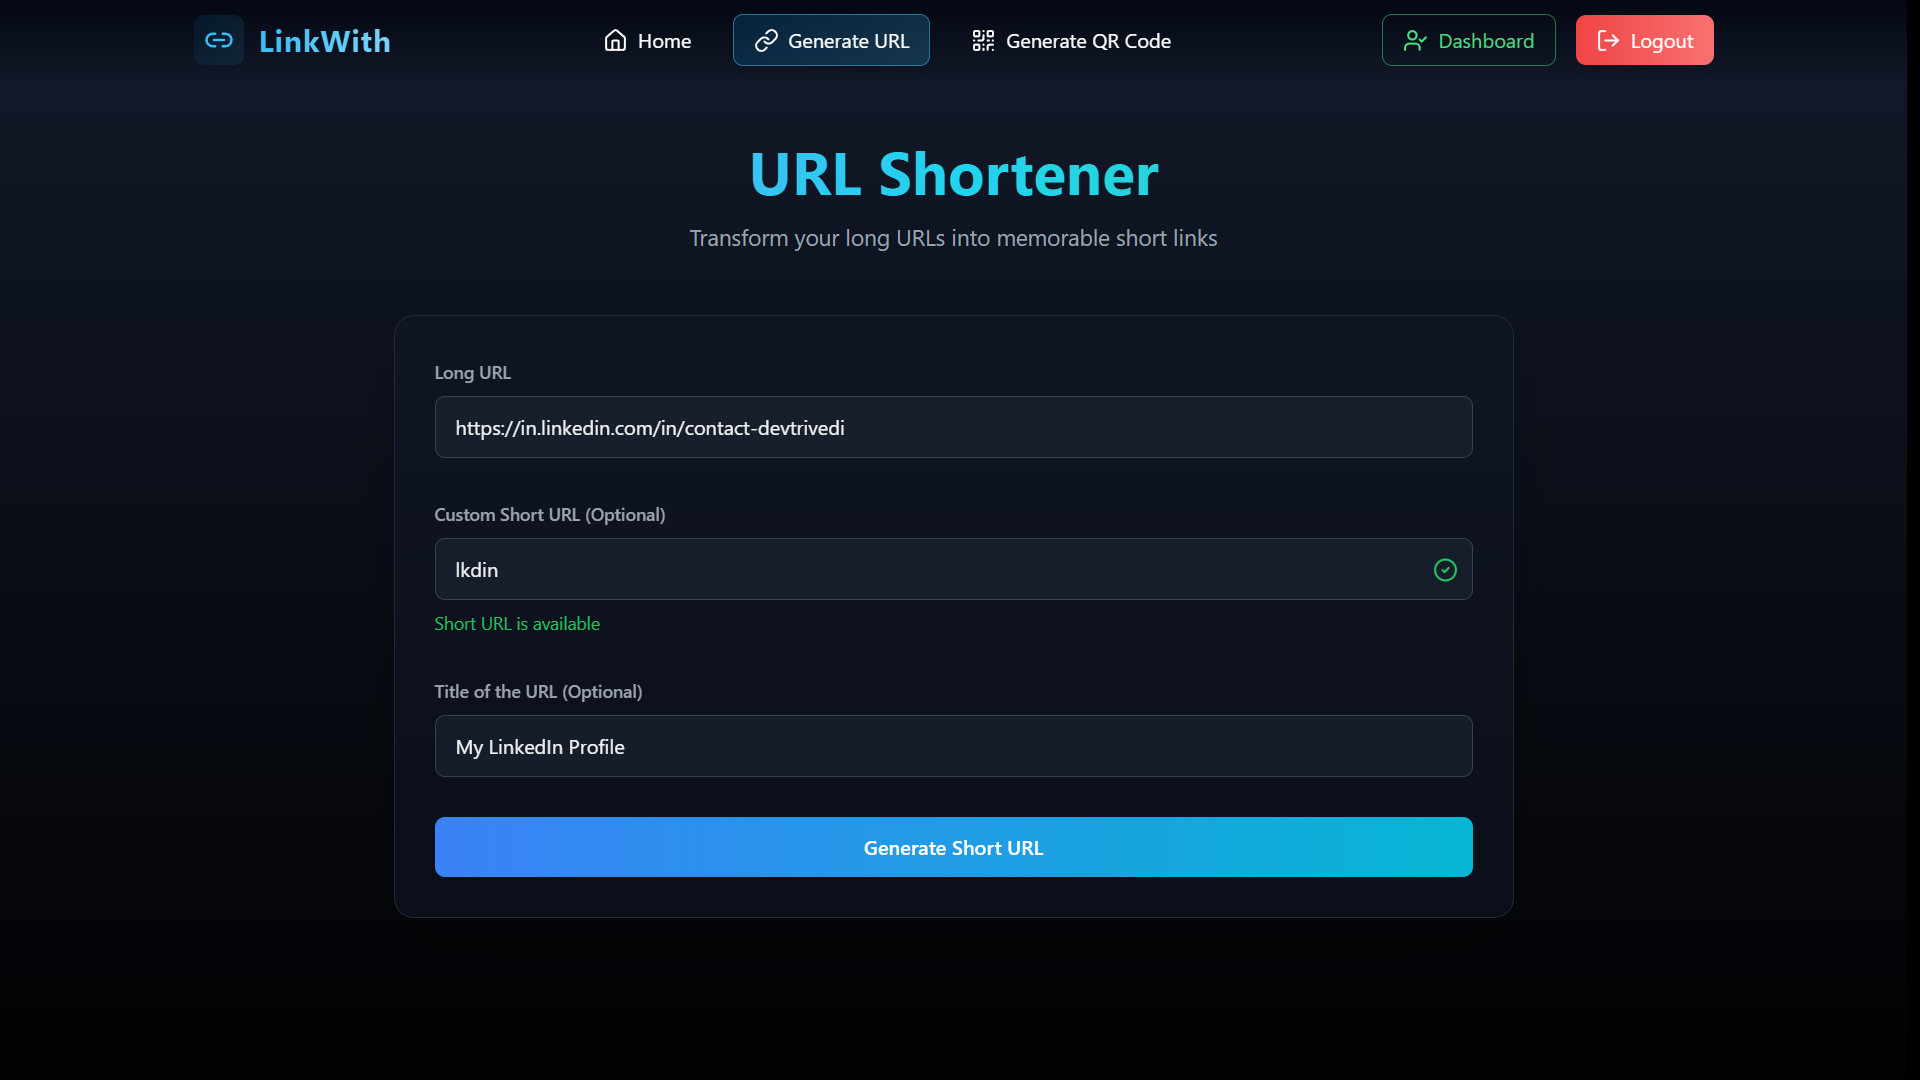 LinkWith
Home
Generate URL
Generate QR Code
Dashboard
Logout
URL Shortener
Transform your long URLs into memorable short links
Long URL
https://in.linkedin.com/in/contact-devtrivedi
Custom Short URL (Optional)
lkdin
Short URL is available
Title of the URL (Optional)
My LinkedIn Profile
Generate Short URL